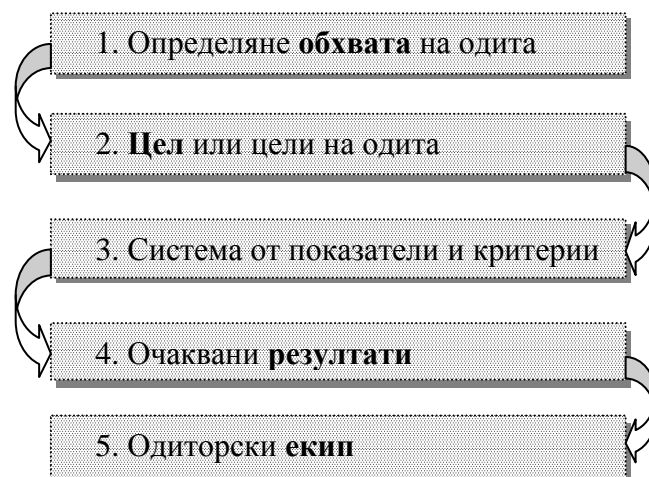 1. Определяне обхвата на одита
2. Цел или цели на одита
3. Система от показатели и критерии
4. Очаквани резултати
5. Одиторски екип